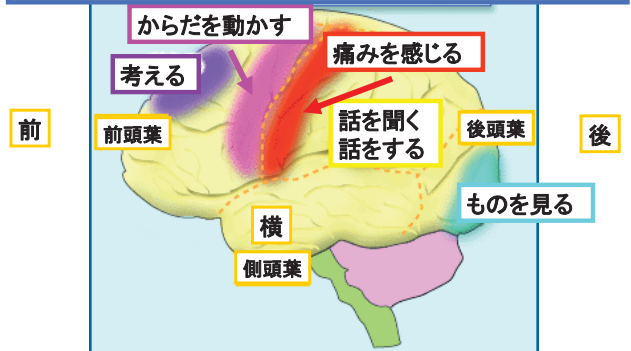 からだを動かす
考える
痛みを感じる
前
前頭葉
話を聞く
話をする
後頭葉
後
ものを見る
横
側頭葉